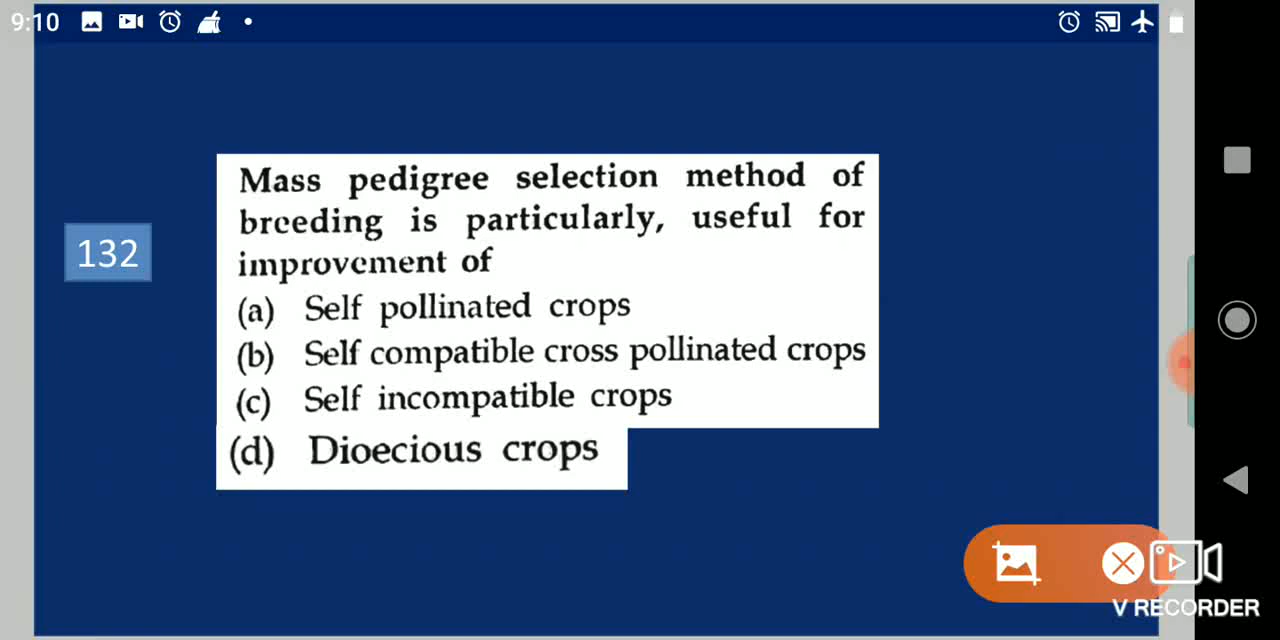 9:10
132
Mass pedigree selection method of
breeding is particularly, useful for
improvement of
(a) Self pollinated crops
(b) Self compatible cross pollinated crops
(c) Self incompatible crops
(d) Dioecious crops
V RECORDER